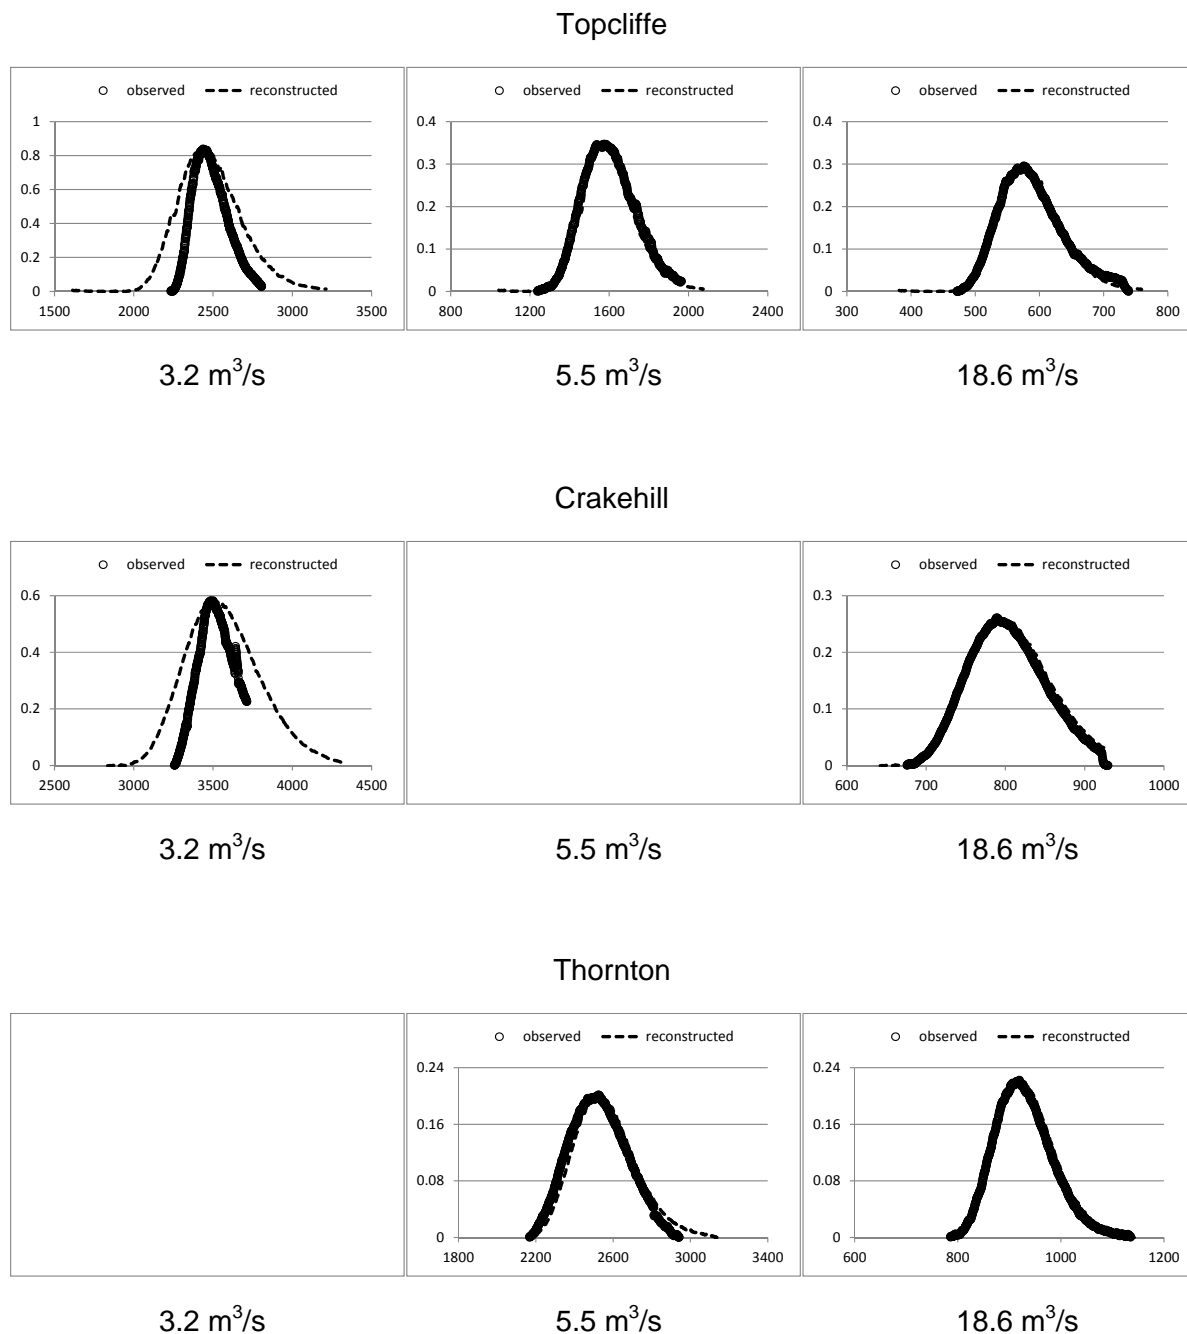 Topcliffe
observed reconstructed observed reconstructed observed reconstructed
1 0.4 0.4
0.8 0.3 0.3
0.6
0.4 0.2 0.2
0.2 0.1 0.1
0 0 0
1500 2000 2500 3000 3500 800 1200 1600 2000 2400 300 400 500 600 700 800
3.2 m³/s 5.5 m³/s 18.6 m³/s
Crakehill
observed reconstructed observed reconstructed
0.6 0.3
0.4 0.2
0.2 0.1
0 0
2500 3000 3500 4000 4500 600 700 800 900 1000
3.2 m³/s 5.5 m³/s 18.6 m³/s
Thornton
observed reconstructed observed reconstructed
0.24 0.24
0.16 0.16
0.08 0.08
0 0
1800 2200 2600 3000 3400 600 800 1000 1200
3.2 m³/s 5.5 m³/s 18.6 m³/s